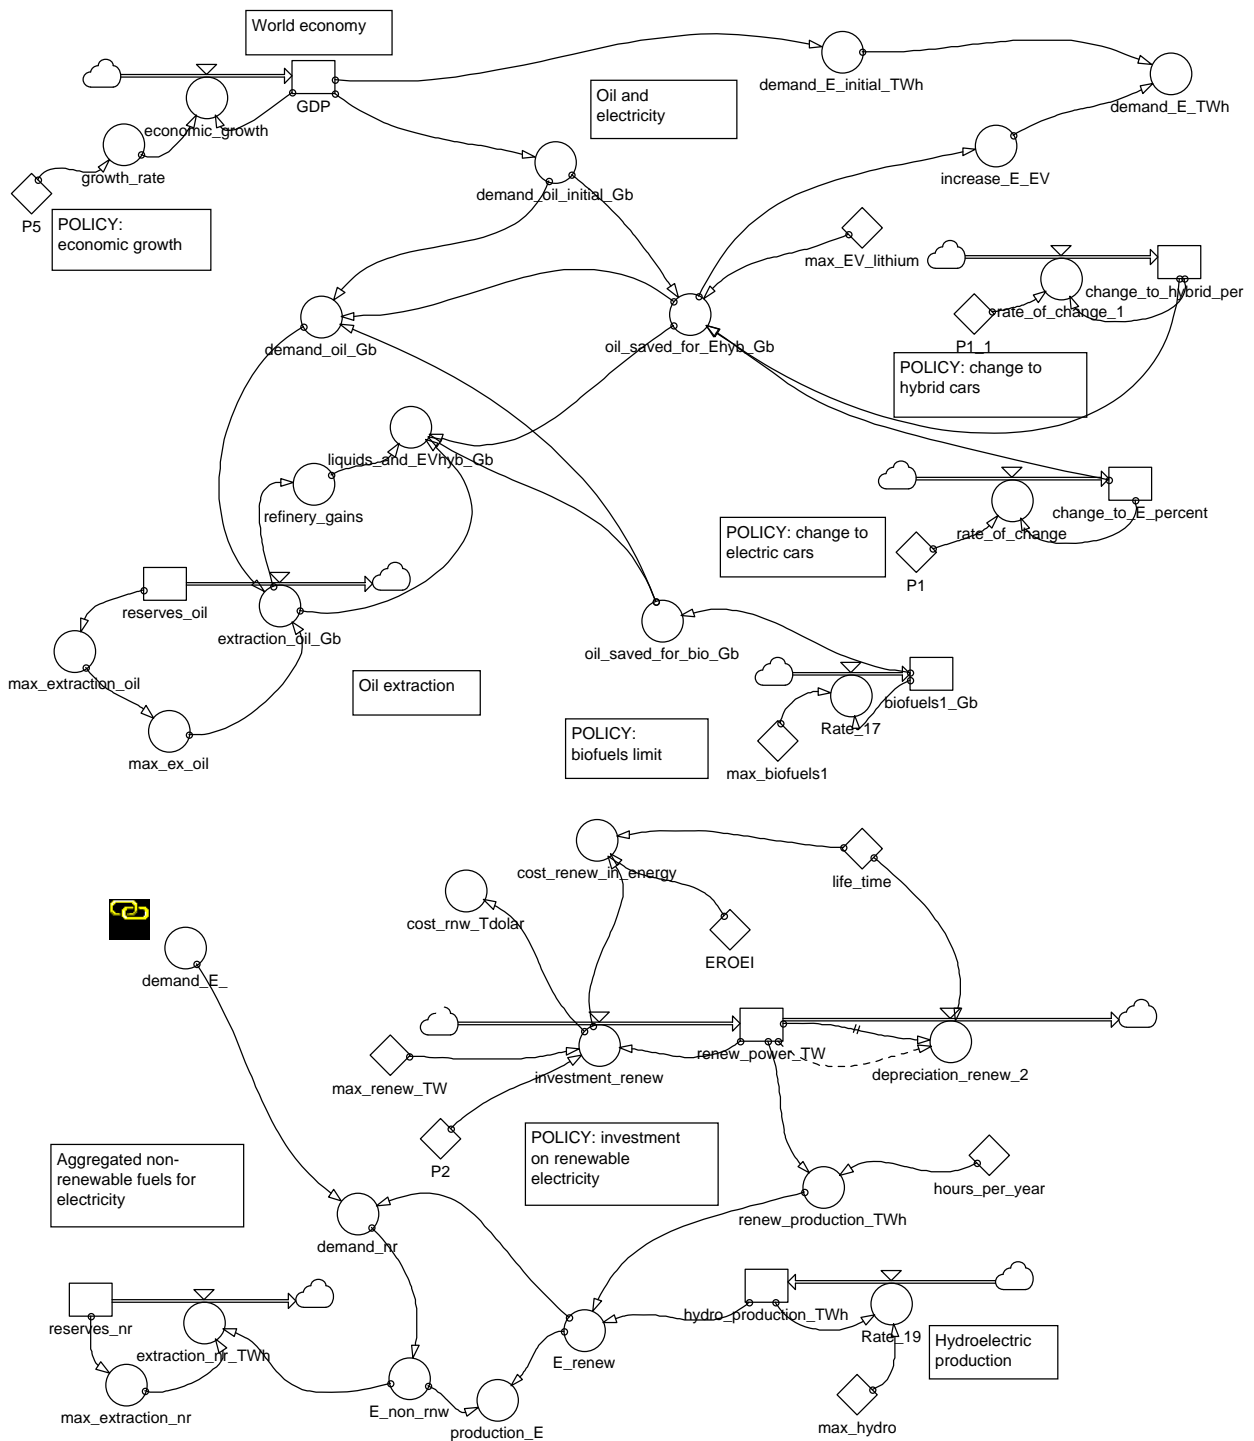 World economy
GDP
demand_E_initial_TWh
demand_E_TWh
Oil and
electricity
economic_growth
growth_rate
P5
POLICY:
economic growth
demand_oil_initial_Gb
increase_E_EV
max_EV_lithium
change_to_hybrid_per
rate_of_change_1
P1_1
POLICY: change to
hybrid cars
demand_oil_Gb
oil_saved_for_Ehyb_Gb
liquids_and_EVhyb_Gb
refinery_gains
change_to_E_percent
rate_of_change
P1
POLICY: change to
electric cars
reserves_oil
extraction_oil_Gb
max_extraction_oil
max_ex_oil
Oil extraction
oil_saved_for_bio_Gb
biofuels1_Gb
Rate_17
max_biofuels1
POLICY:
biofuels limit
cost_renew_in_energy
life_time
cost_rnw_Tdolar
EROEI
demand_E_
renew_power_TW
max_renew_TW
investment_renew
depreciation_renew_2
P2
POLICY: investment
on renewable
electricity
Aggregated non-
renewable fuels for
electricity
hours_per_year
renew_production_TWh
demand_nr
reserves_nr
hydro_production_TWh
Rate_19
Hydroelectric
production
extraction_nr_TWh
E_renew
max_extraction_nr
E_non_rnw
production_E
max_hydro